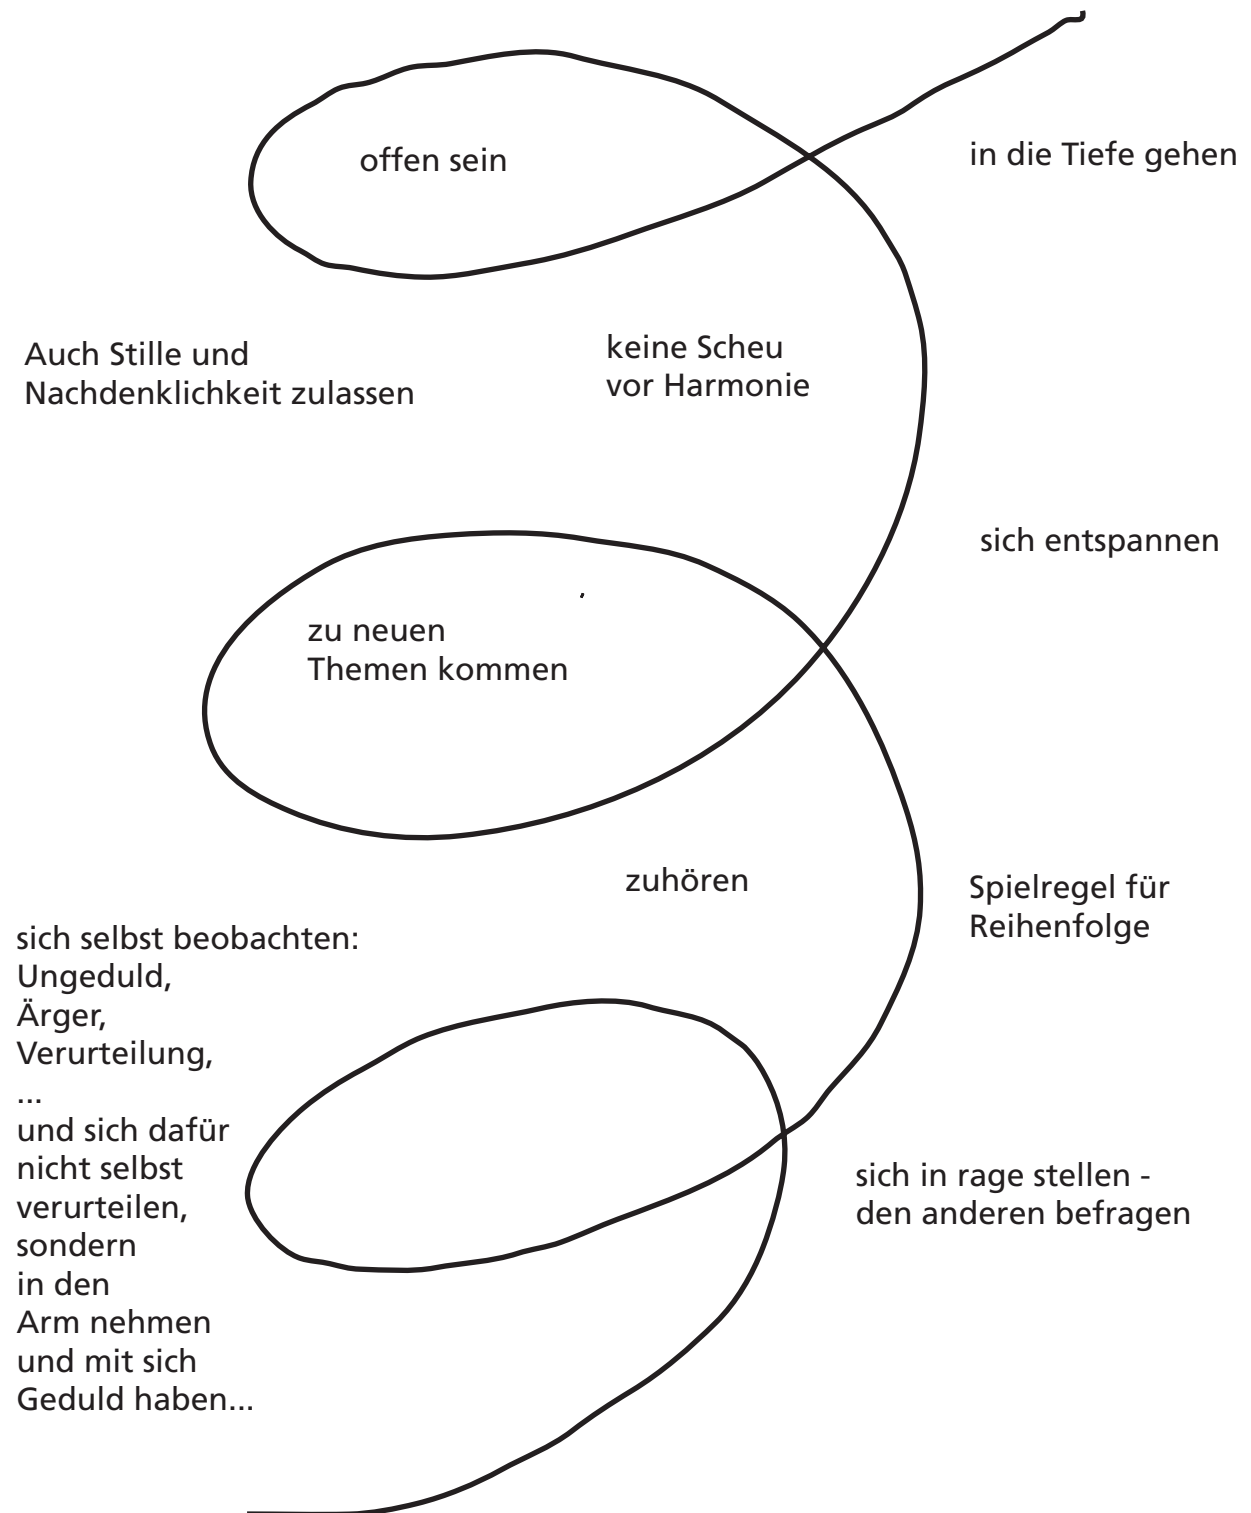 offen sein
in die Tiefe gehen
Auch Stille und
Nachdenklichkeit zulassen
keine Scheu
vor Harmonie
sich entspannen
zu neuen
Themen kommen
zuhören
Spielregel für
Reihenfolge
sich selbst beobachten:
Ungeduld,
Ärger,
Verurteilung,
...
und sich dafür
nicht selbst
verurteilen,
sondern
in den
Arm nehmen
und mit sich
Geduld haben...
sich in rage stellen -
den anderen befragen